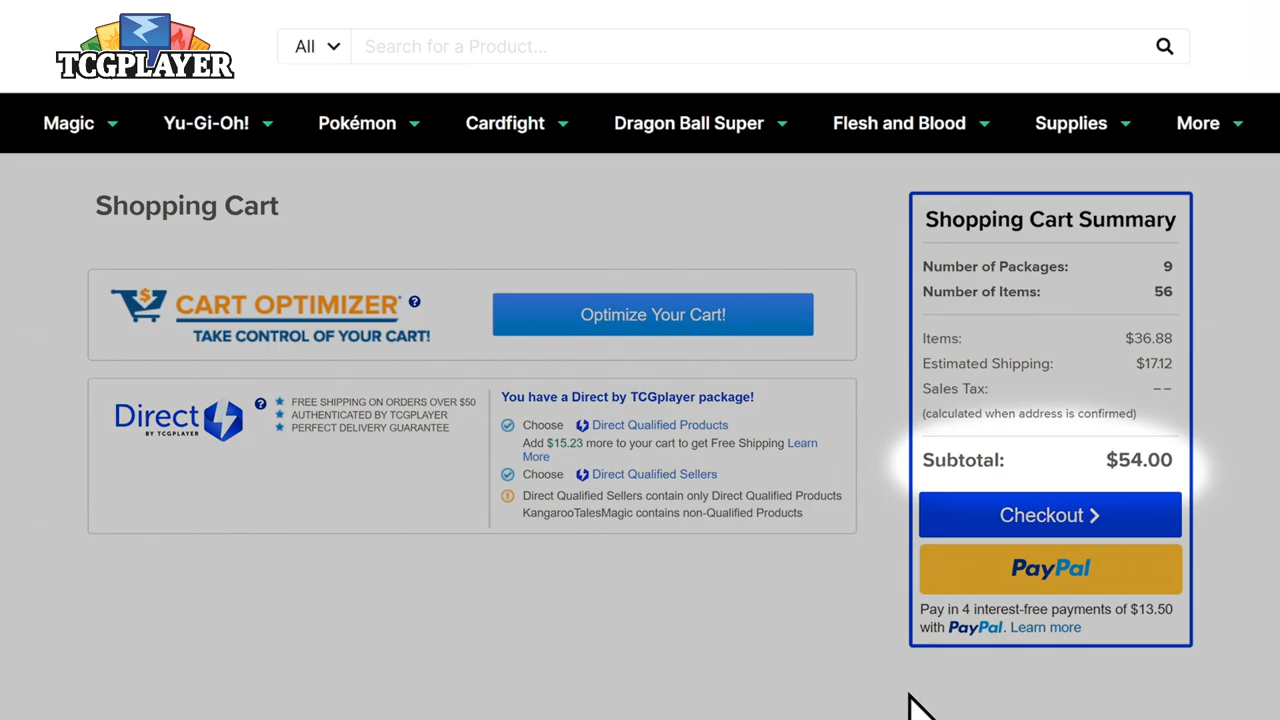 TCGPLAYER
All
Search for a Product...
Magic
Yu-Gi-Oh!
Pokémon
Cardfight
Dragon Ball Super
Flesh and Blood
Supplies
More
Shopping Cart
CART OPTIMIZER ?
TAKE CONTROL OF YOUR CART!
Optimize Your Cart!
Direct
BY TCGPLAYER
?
FREE SHIPPING ON ORDERS OVER $50
AUTHENTICATED BY TCGPLAYER
PERFECT DELIVERY GUARANTEE
You have a Direct by TCGplayer package!
Choose Direct Qualified Products
Add $15.23 more to your cart to get Free Shipping Learn
More
Choose Direct Qualified Sellers
Direct Qualified Sellers contain only Direct Qualified Products
KangarooTalesMagic contains non-Qualified Products
Shopping Cart Summary
Number of Packages: 9
Number of Items: 56
Items: $36.88
Estimated Shipping: $17.12
Sales Tax: – –
(calculated when address is confirmed)
Subtotal: $54.00
Checkout
PayPal
Pay in 4 interest-free payments of $13.50
with PayPal. Learn more